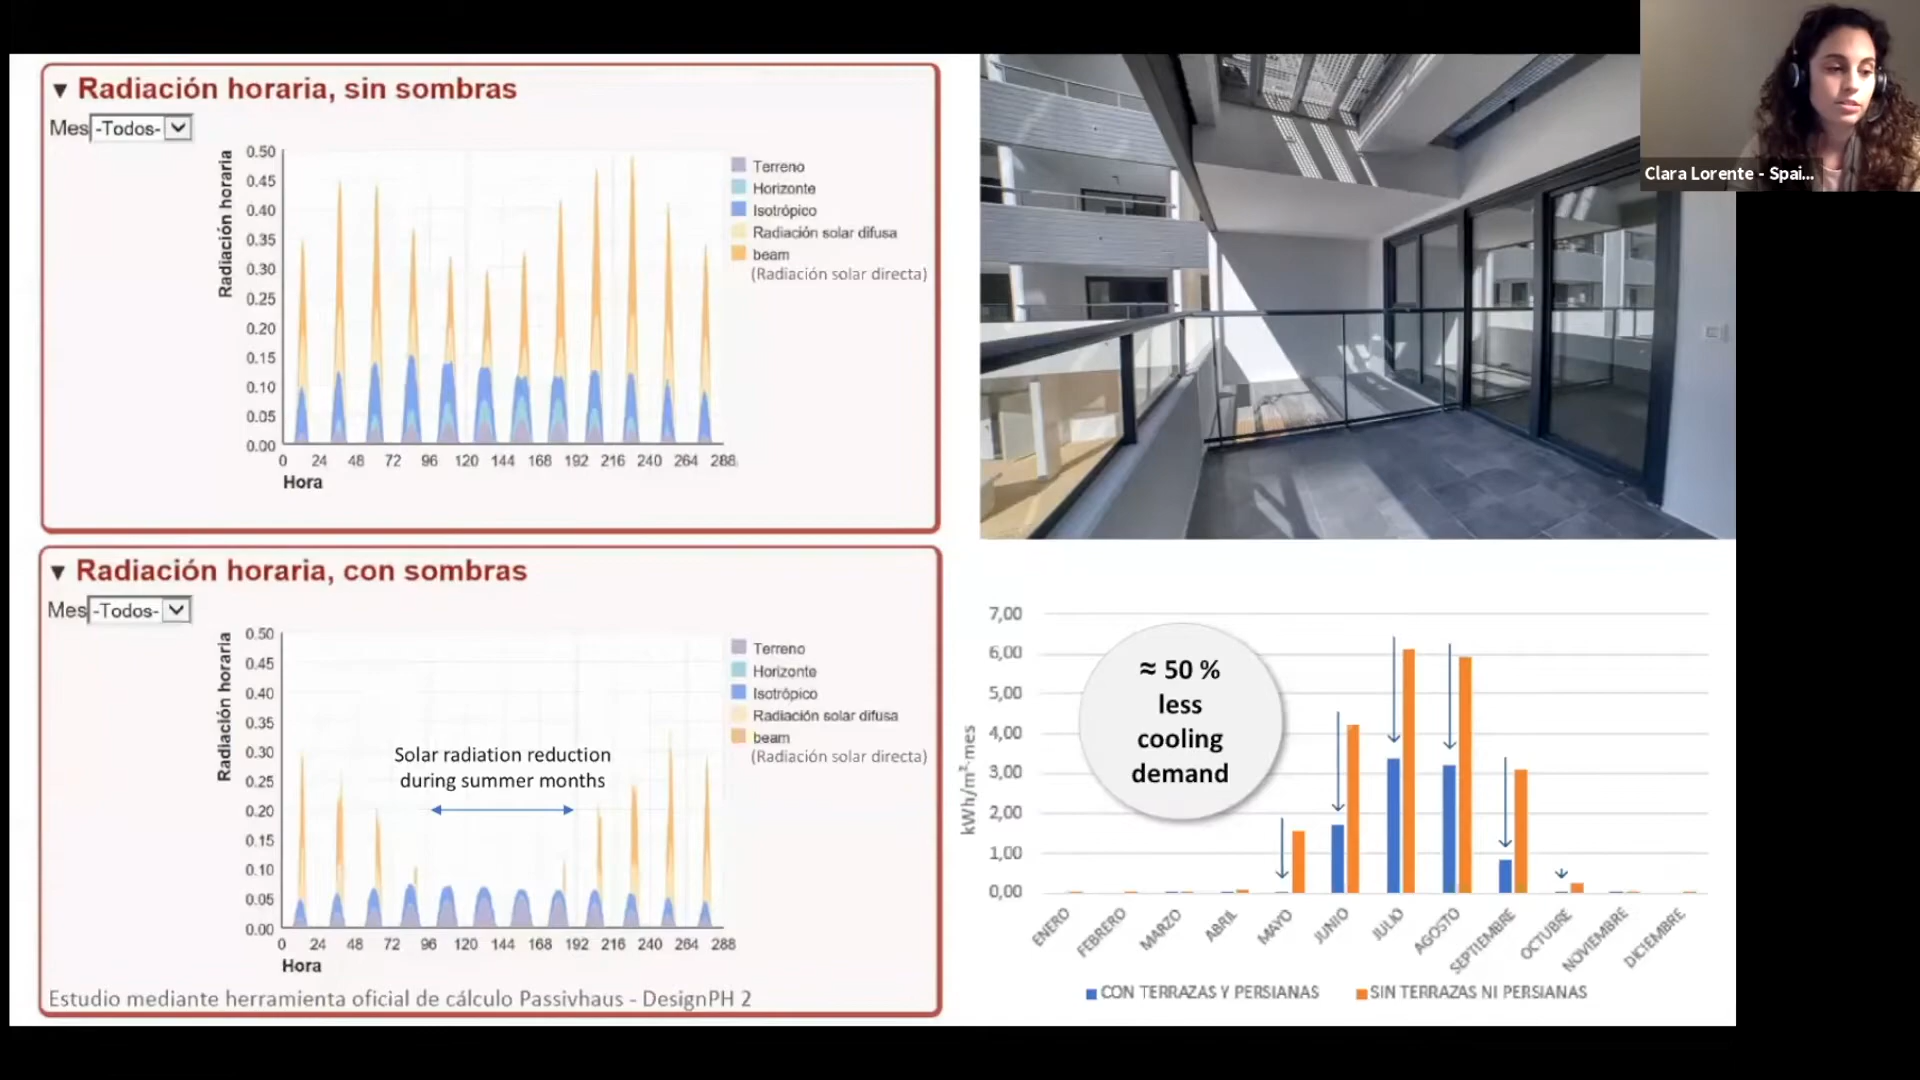 ▼ Radiación horaria, sin sombras
Mes -Todos-
Radiación horaria
0.50
0.45
0.40
0.35
0.30
0.25
0.20
0.15
0.10
0.05
0.00
0 24 48 72 96 120 144 168 192 216 240 264 288
Hora
Terreno
Horizonte
Isotrópico
Radiación solar difusa
beam
(Radiación solar directa)
▼ Radiación horaria, con sombras
Mes -Todos-
Radiación horaria
0.50
0.45
0.40
0.35
0.30
0.25
0.20
0.15
0.10
0.05
0.00
Solar radiation reduction
during summer months
0 24 48 72 96 120 144 168 192 216 240 264 288
Hora
Terreno
Horizonte
Isotrópico
Radiación solar difusa
beam
(Radiación solar directa)
Estudio mediante herramienta oficial de cálculo Passivhaus - DesignPH 2
Clara Lorente - Spai...
kWh/m²·mes
7,00
6,00
5,00
4,00
3,00
2,00
1,00
0,00
≈ 50 %
less
cooling
demand
ENERO
FEBRERO
MARZO
ABRIL
MAYO
JUNIO
JULIO
AGOSTO
SEPTIEMBRE
OCTUBRE
NOVIEMBRE
DICIEMBRE
CON TERRAZAS Y PERSIANAS
SIN TERRAZAS NI PERSIANAS